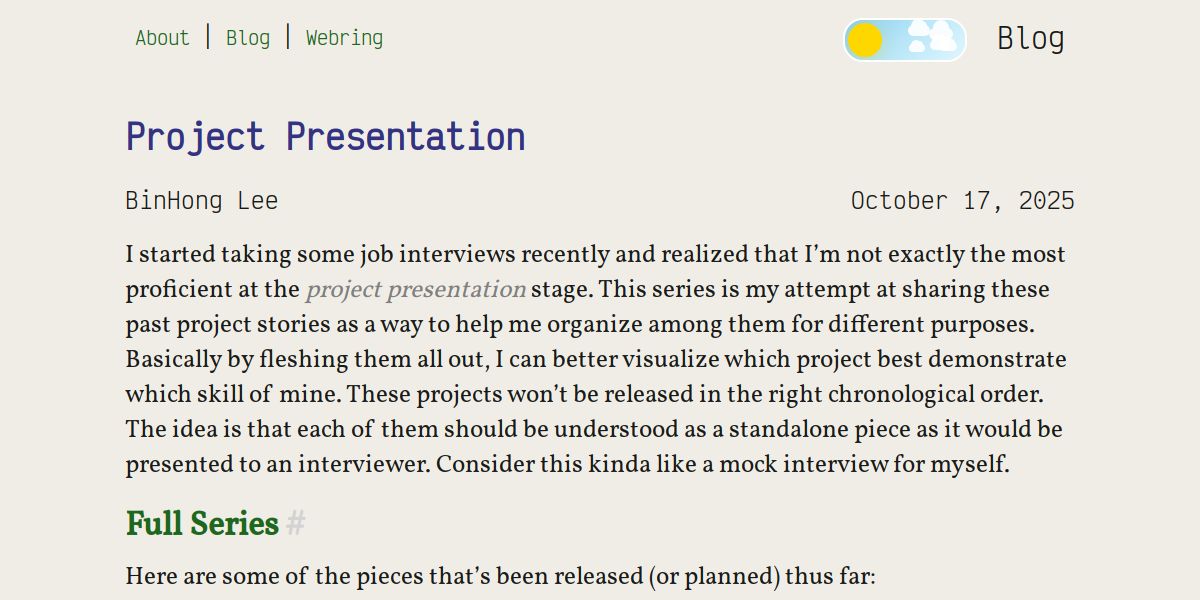 About | Blog | Webring
Blog
Project Presentation
BinHong Lee
October 17, 2025
I started taking some job interviews recently and realized that I’m not exactly the most
proficient at the project presentation stage. This series is my attempt at sharing these
past project stories as a way to help me organize among them for different purposes.
Basically by fleshing them all out, I can better visualize which project best demonstrate
which skill of mine. These projects won’t be released in the right chronological order.
The idea is that each of them should be understood as a standalone piece as it would be
presented to an interviewer. Consider this kinda like a mock interview for myself.
Full Series #
Here are some of the pieces that’s been released (or planned) thus far: